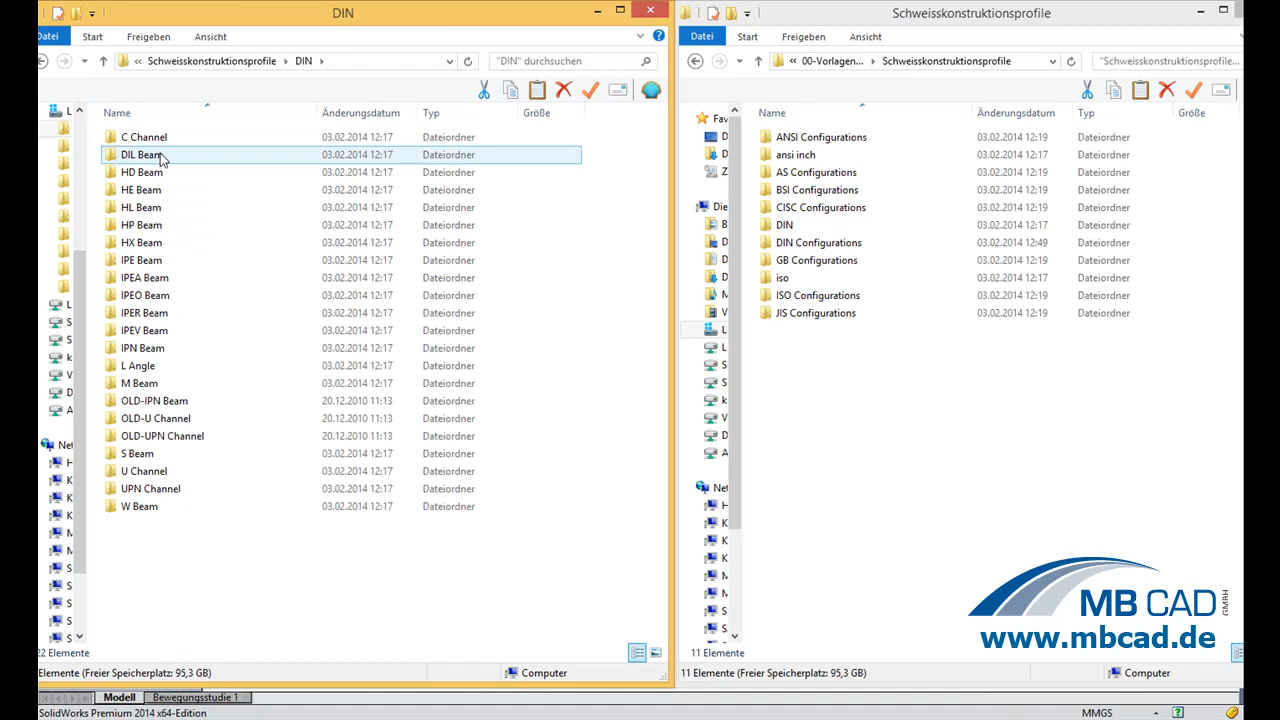 DIN
Datei Start Freigeben Ansicht
Schweisskonstruktionsprofile DIN "DIN" durchsuchen
Name Änderungsdatum Typ Größe
C Channel 03.02.2014 12:17 Dateiordner
DIL Beam 03.02.2014 12:17 Dateiordner
HD Beam 03.02.2014 12:17 Dateiordner
HE Beam 03.02.2014 12:17 Dateiordner
HL Beam 03.02.2014 12:17 Dateiordner
HP Beam 03.02.2014 12:17 Dateiordner
HX Beam 03.02.2014 12:17 Dateiordner
IPE Beam 03.02.2014 12:17 Dateiordner
IPEA Beam 03.02.2014 12:17 Dateiordner
IPEO Beam 03.02.2014 12:17 Dateiordner
IPER Beam 03.02.2014 12:17 Dateiordner
IPEV Beam 03.02.2014 12:17 Dateiordner
IPN Beam 03.02.2014 12:17 Dateiordner
L Angle 03.02.2014 12:17 Dateiordner
M Beam 03.02.2014 12:17 Dateiordner
OLD-IPN Beam 20.12.2010 11:13 Dateiordner
OLD-U Channel 20.12.2010 11:13 Dateiordner
OLD-UPN Channel 20.12.2010 11:13 Dateiordner
S Beam 03.02.2014 12:17 Dateiordner
U Channel 03.02.2014 12:17 Dateiordner
UPN Channel 03.02.2014 12:17 Dateiordner
W Beam 03.02.2014 12:17 Dateiordner
22 Elemente
Elemente (Freier Speicherplatz: 95,3 GB) Computer
Schweisskonstruktionsprofile
Datei Start Freigeben Ansicht
00-Vorlagen... Schweisskonstruktionsprofile "Schweisskonstruktionsprofile...
Name Änderungsdatum Typ Größe
ANSI Configurations 03.02.2014 12:19 Dateiordner
ansi inch 03.02.2014 12:17 Dateiordner
AS Configurations 03.02.2014 12:19 Dateiordner
BSI Configurations 03.02.2014 12:19 Dateiordner
CISC Configurations 03.02.2014 12:19 Dateiordner
DIN 03.02.2014 12:17 Dateiordner
DIN Configurations 03.02.2014 12:49 Dateiordner
GB Configurations 03.02.2014 12:19 Dateiordner
iso 03.02.2014 12:17 Dateiordner
ISO Configurations 03.02.2014 12:19 Dateiordner
JIS Configurations 03.02.2014 12:19 Dateiordner
11 Elemente
11 Elemente (Freier Speicherplatz: 95,3 GB) Computer
MB CAD GMBH
www.mbcad.de
Modell Bewegungsstudie 1
SolidWorks Premium 2014 x64-Edition MMGS